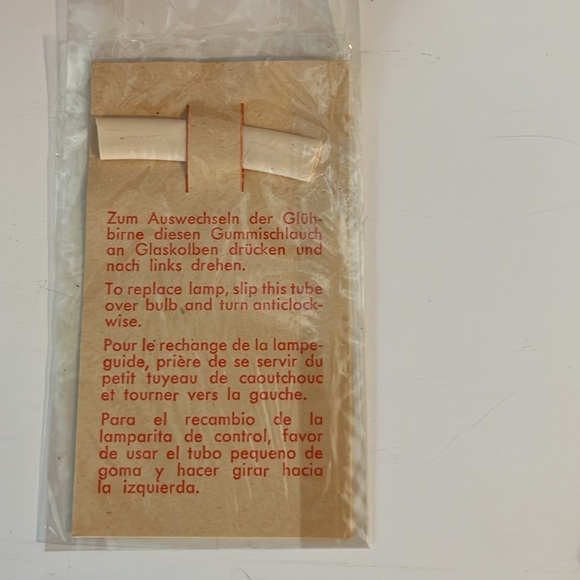 Zum Auswechseln der Glüh-
birne diesen Gummischlauch
an Glaskolben drücken und
nach links drehen.
To replace lamp, slip this tube
over bulb and turn anticlock-
wise.
Pour le rechange de la lampe-
guide, prière de se servir du
petit tuyeau de caoutchouc
et tourner vers la gauche.
Para el recambio de la
lamparita de control, favor
de usar el tubo pequeno de
goma y hacer girar hacia
la izquierda.